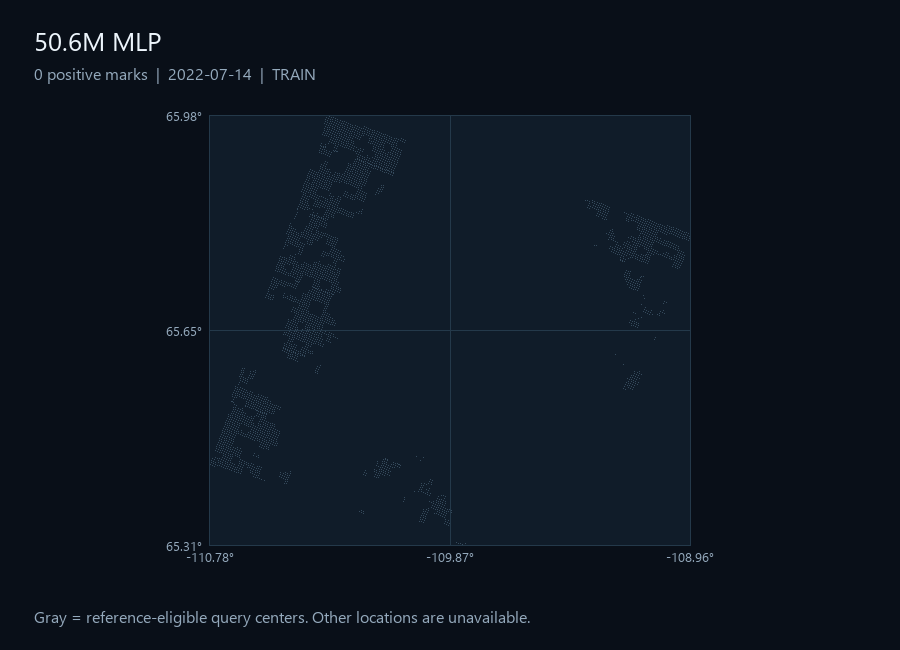 50.6M MLP
0 positive marks | 2022-07-14 | TRAIN
65.98°
65.65°
65.31°
-110.78°
-109.87°
-108.96°
Gray = reference-eligible query centers. Other locations are unavailable.